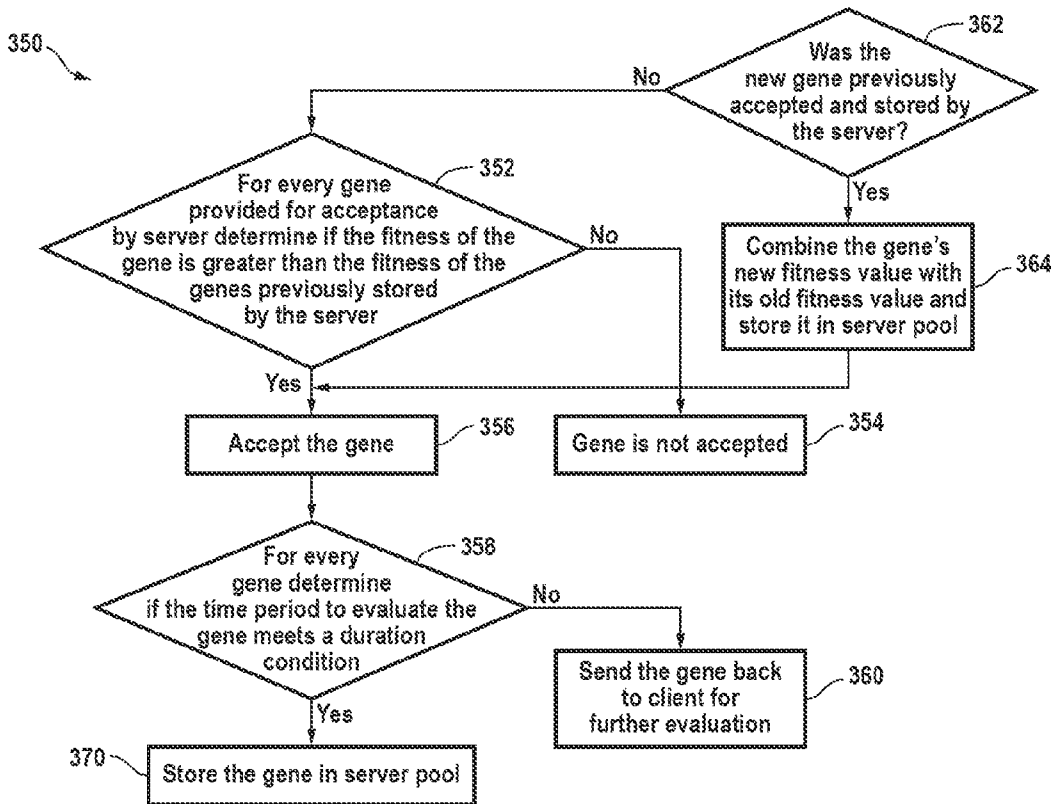 350
362
Was the
new gene previously
accepted and stored by
the server?
No
Yes
352
For every gene
provided for acceptance
by server determine if the fitness of the
gene is greater than the fitness of the
genes previously stored
by the server
No
Yes
Combine the gene's
new fitness value with
its old fitness value and
store it in server pool
364
Accept the gene
356
Gene is not accepted
354
358
For every
gene determine
if the time period to evaluate the
gene meets a duration
condition
No
Yes
Send the gene back
to client for
further evaluation
360
370
Store the gene in server pool